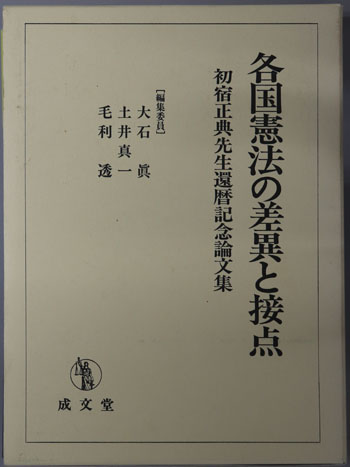 各国憲法の差異と接点
初宿正典先生還暦記念論文集
[編集委員]
大石 眞
土井真一
毛利 透
成文堂